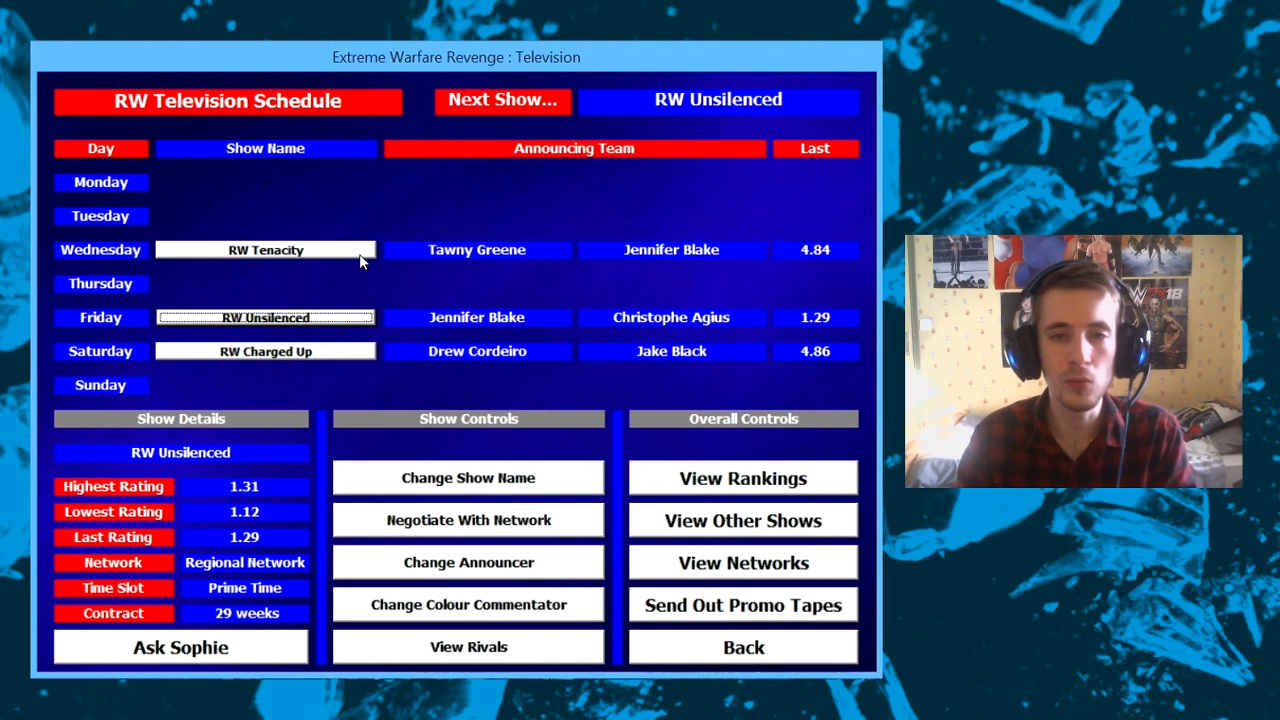 Extreme Warfare Revenge : Television
RW Television Schedule Next Show... RW Unsilenced
Day Show Name Announcing Team Last
Monday
Tuesday
Wednesday RW Tenacity Tawny Greene Jennifer Blake 4.84
Thursday
Friday RW Unsilenced Jennifer Blake Christophe Agius 1.29
Saturday RW Charged Up Drew Cordeiro Jake Black 4.86
Sunday
Show Details Show Controls Overall Controls
RW Unsilenced
Highest Rating 1.31
Lowest Rating 1.12
Last Rating 1.29
Network Regional Network
Time Slot Prime Time
Contract 29 weeks
Ask Sophie
Change Show Name
Negotiate With Network
Change Announcer
Change Colour Commentator
View Rivals
View Rankings
View Other Shows
View Networks
Send Out Promo Tapes
Back
W2K18